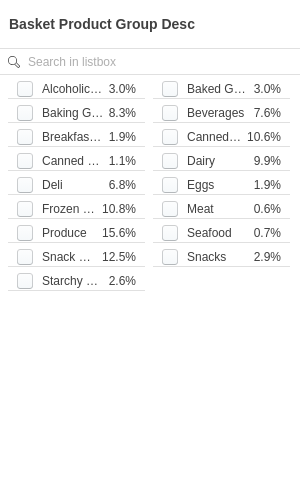 Basket Product Group Desc
Search in listbox
Alcoholic... 3.0% Baked G... 3.0%
Baking G... 8.3% Beverages 7.6%
Breakfas... 1.9% Canned... 10.6%
Canned ... 1.1% Dairy 9.9%
Deli 6.8% Eggs 1.9%
Frozen ... 10.8% Meat 0.6%
Produce 15.6% Seafood 0.7%
Snack ... 12.5% Snacks 2.9%
Starchy ... 2.6%